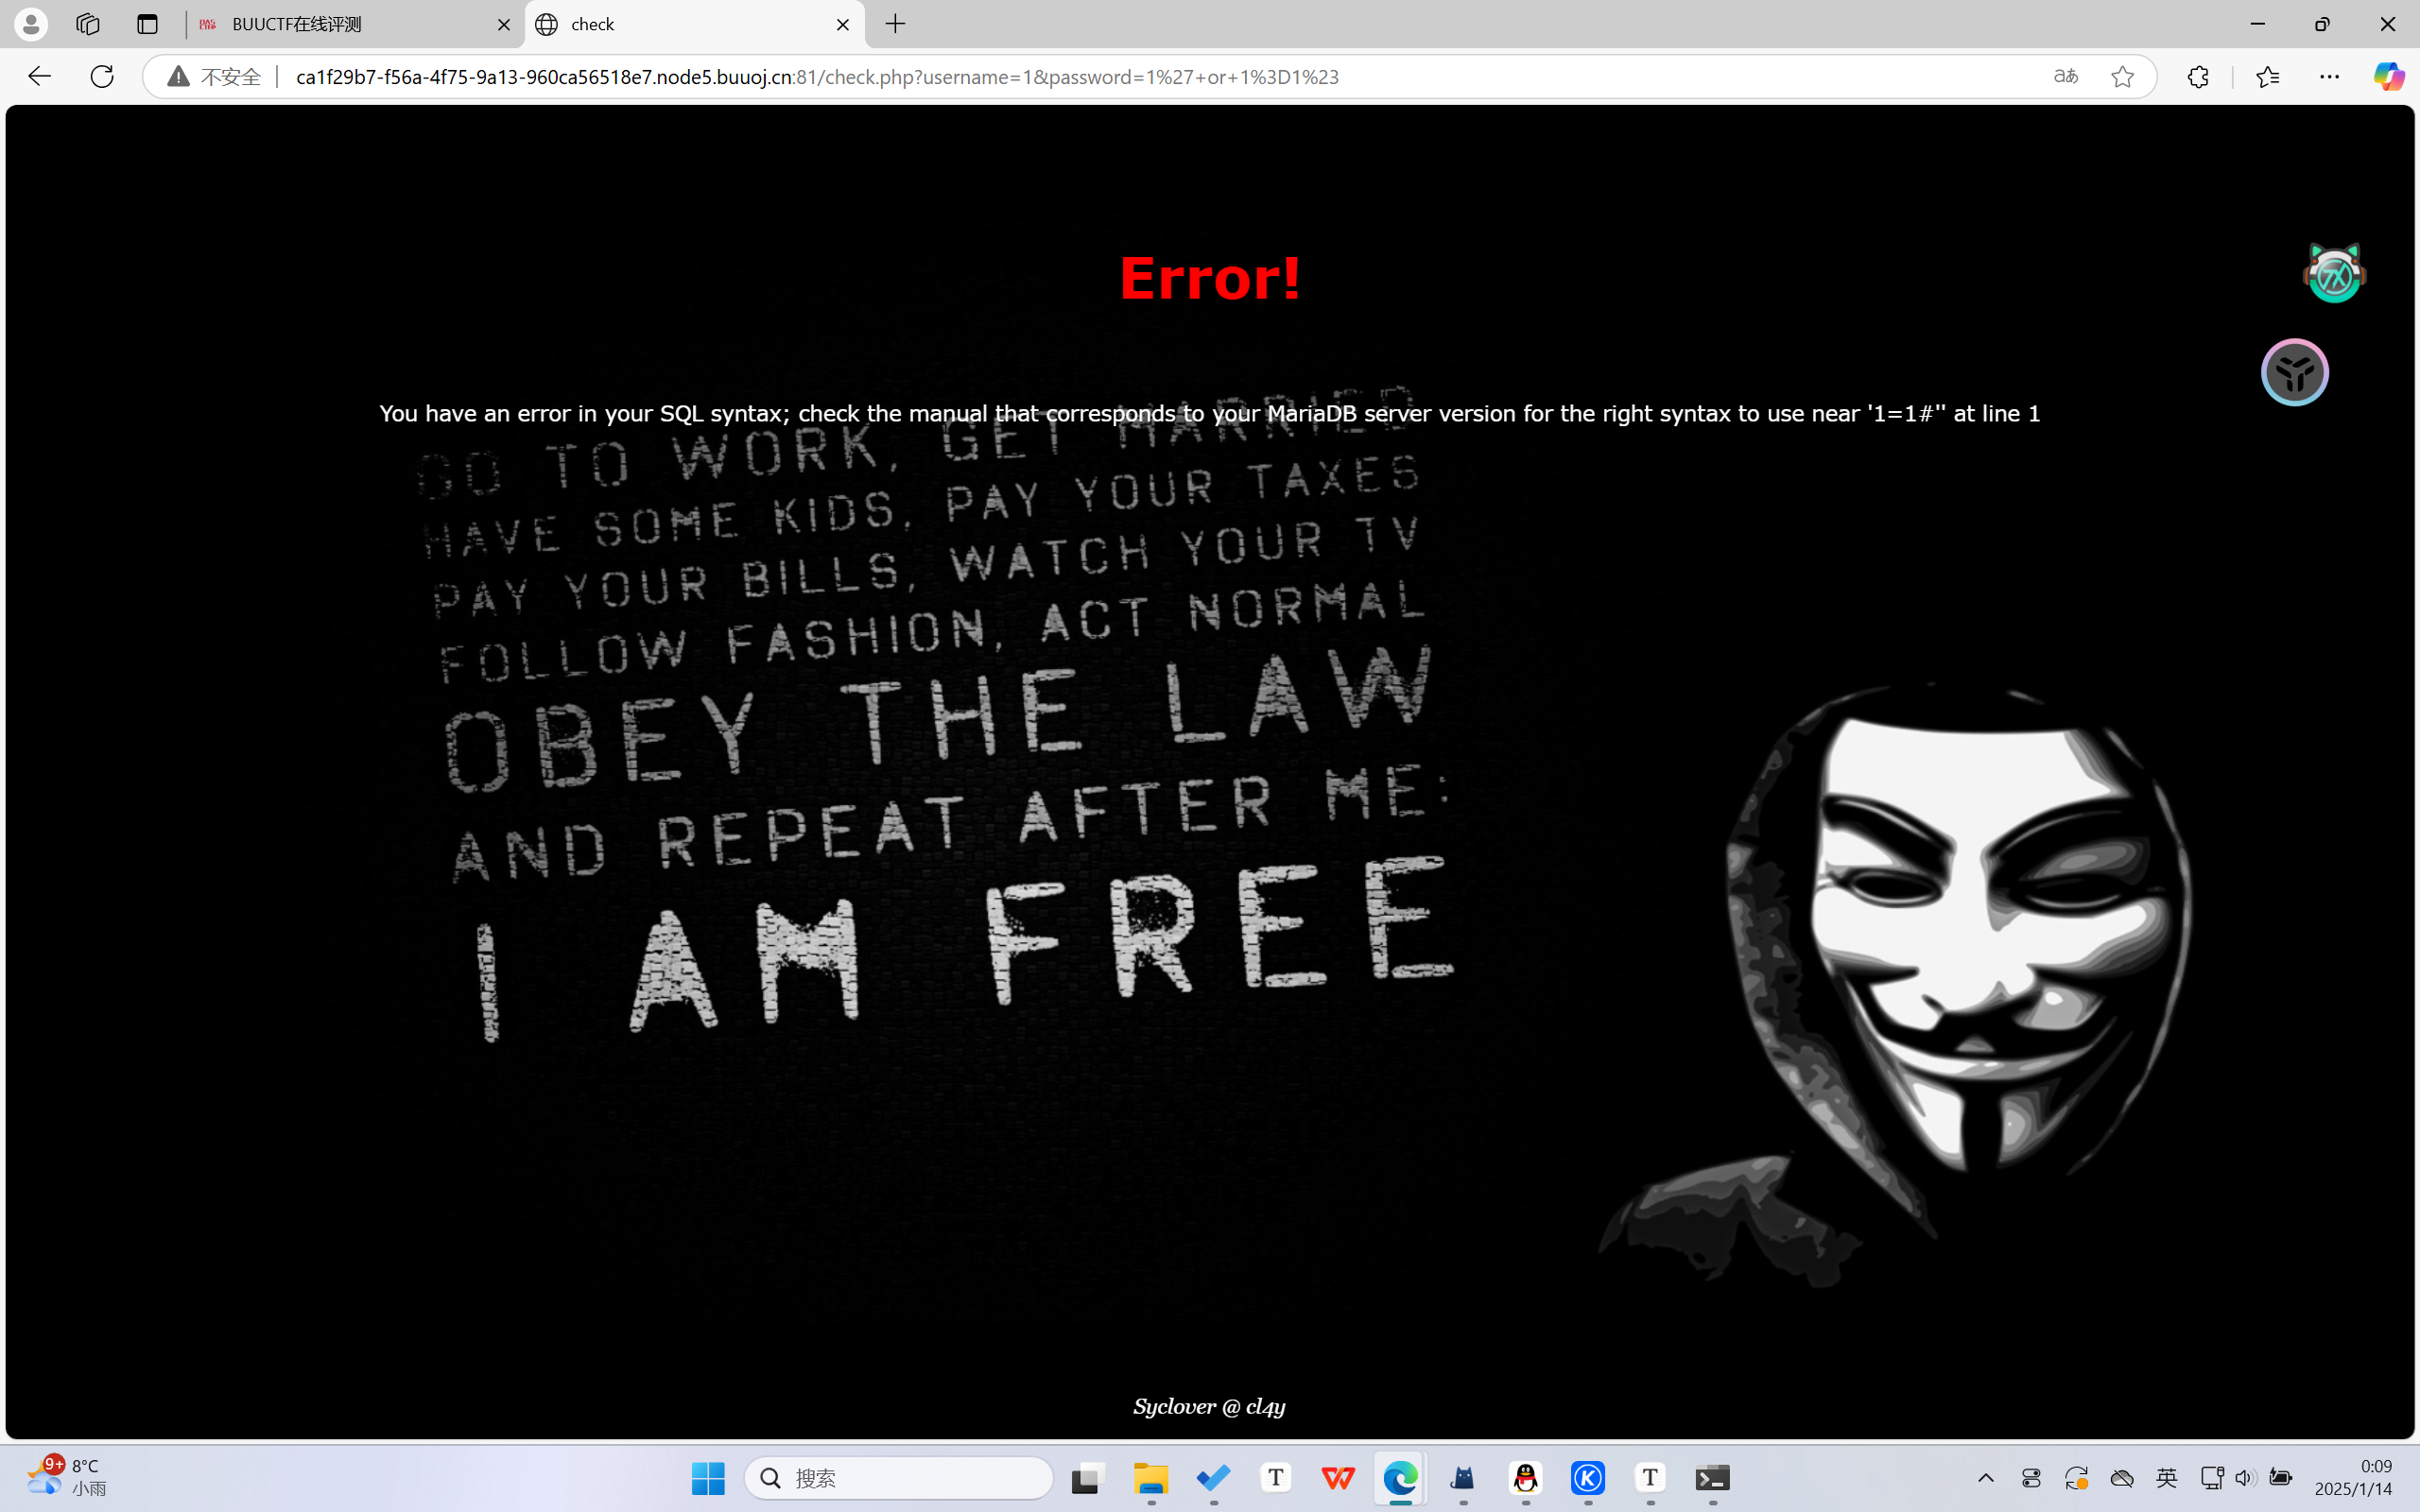 BUUCTF在线评测
check
不安全
ca1f29b7-f56a-4f75-9a13-960ca56518e7.node5.buuoj.cn:81/check.php?username=1&password=1%27+or+1%3D1%23
aあ
Error!
You have an error in your SQL syntax; check the manual that corresponds to your MariaDB server version for the right syntax to use near '1=1#'' at line 1
GO TO WORK, GET MARRIED
HAVE SOME KIDS, PAY YOUR TAXES
PAY YOUR BILLS, WATCH YOUR TV
FOLLOW FASHION, ACT NORMAL
OBEY THE LAW
AND REPEAT AFTER ME:
I AM FREE
Syclover @ cl4y
9+
8°C
小雨
搜索
英
0:09
2025/1/14